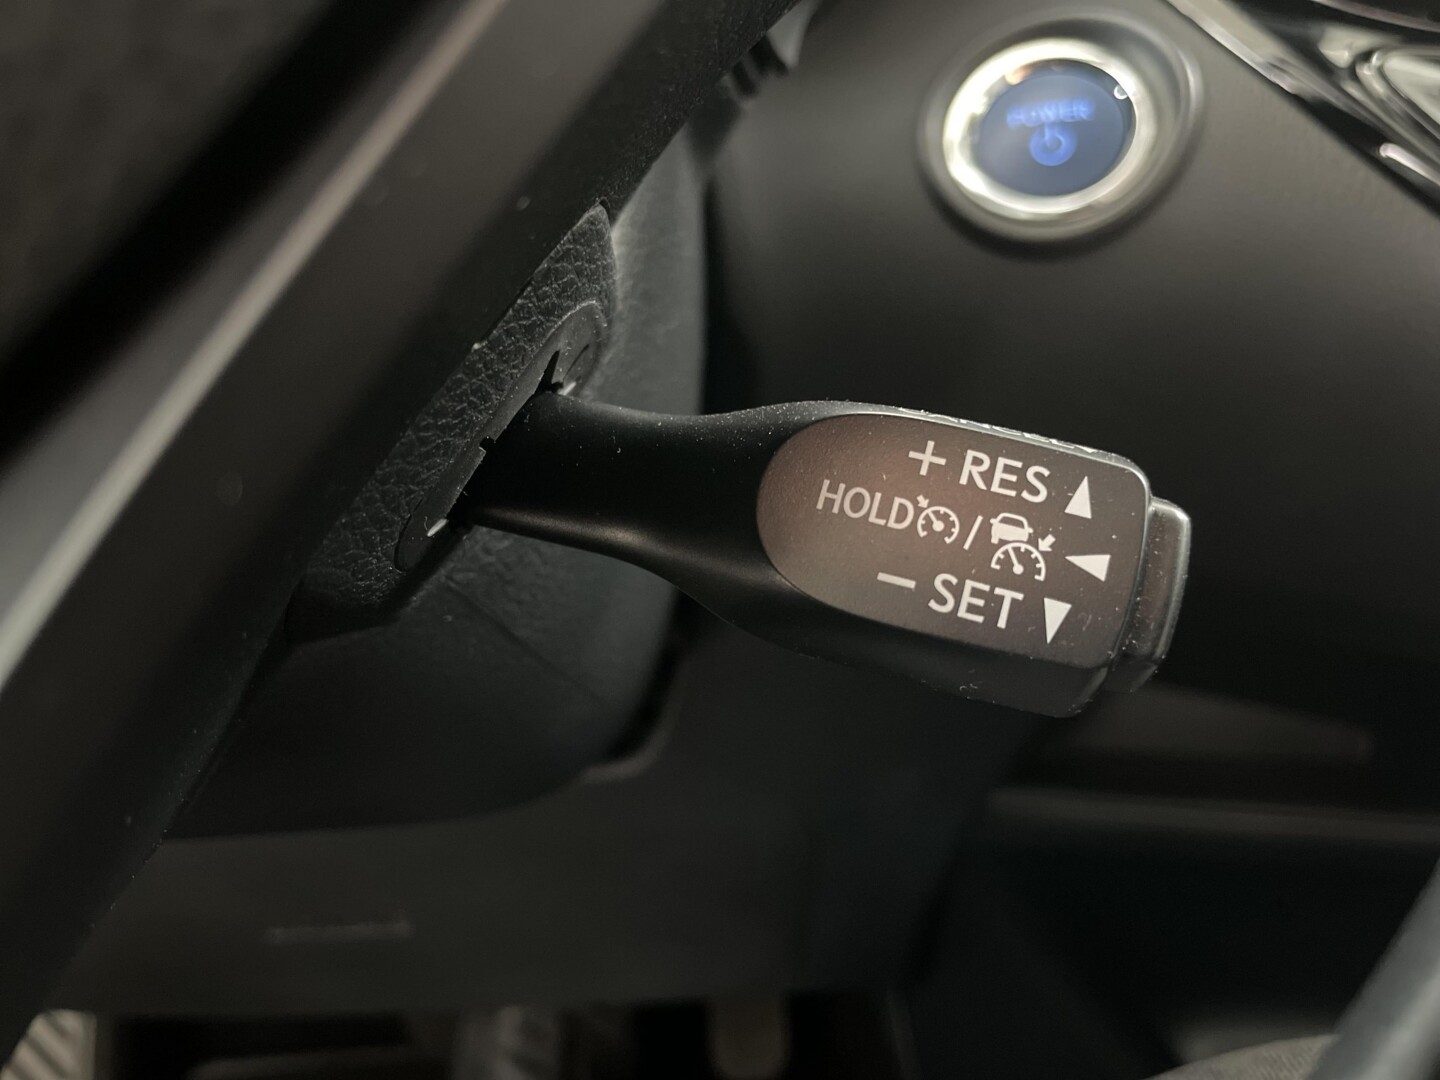 POWER
+ RES
HOLD /
− SET